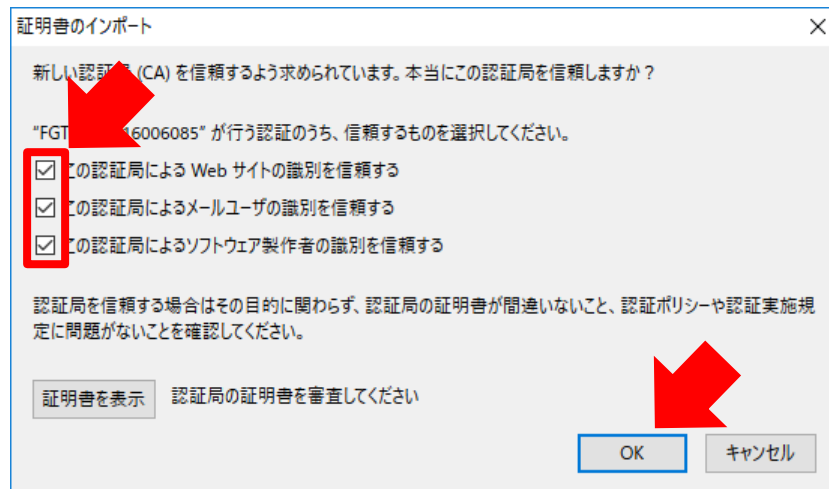 証明書のインポート
新しい認証 (CA) を信頼するよう求められています。本当にこの認証局を信頼しますか？
"FGT 16006085" が行う認証のうち、信頼するものを選択してください。
この認証局による Web サイトの識別を信頼する
この認証局によるメールユーザの識別を信頼する
この認証局によるソフトウェア製作者の識別を信頼する
認証局を信頼する場合はその目的に関わらず、認証局の証明書が間違いないこと、認証ポリシーや認証実施規
定に問題がないことを確認してください。
証明書を表示 認証局の証明書を審査してください
OK キャンセル